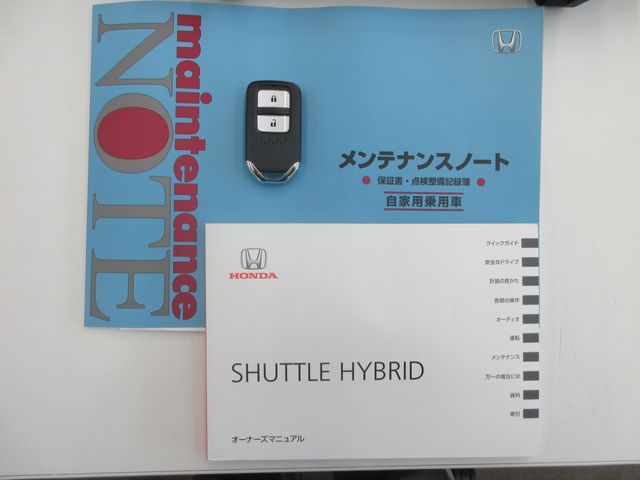 maintenance
NOTE
メンテナンスノート
● 保証書・点検整備記録簿 ●
自家用乗用車
HONDA
SHUTTLE HYBRID
オーナーズマニュアル
クイックガイド
安全なドライブ
計器の見かた
各部の操作
オーディオ
運転
メンテナンス
万一の場合には
資料
索引